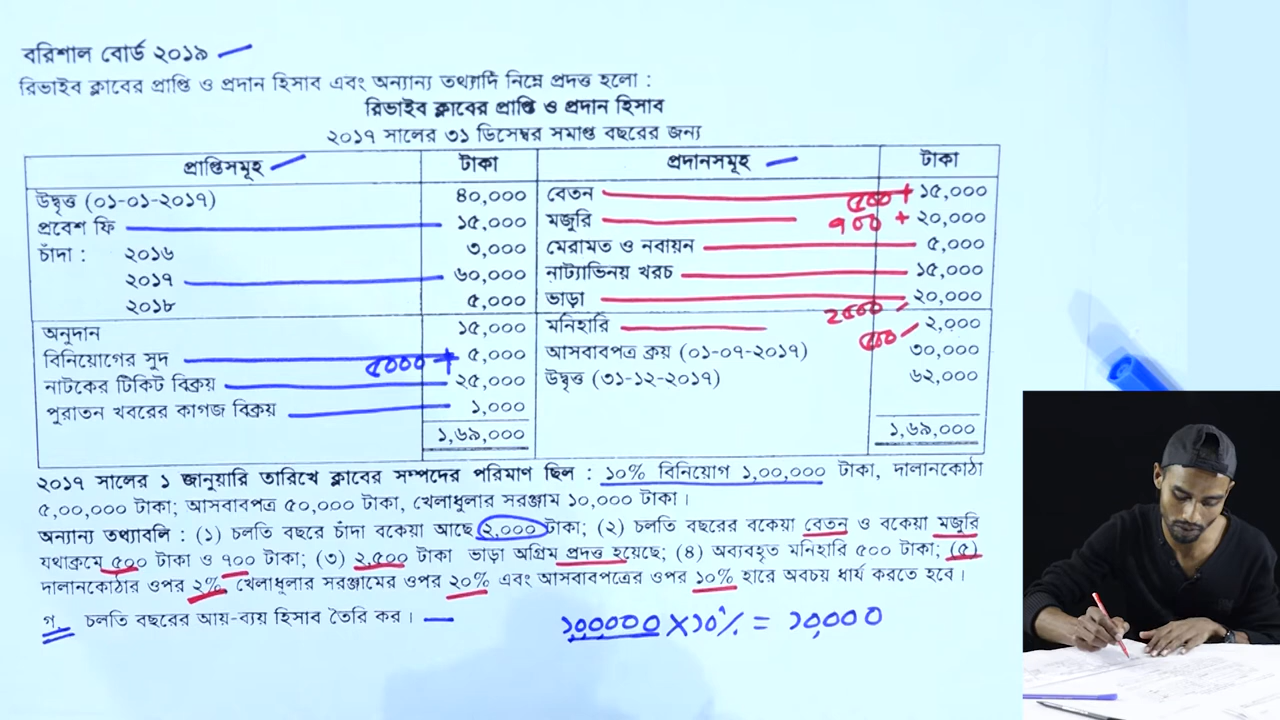 বরিশাল বোর্ড ২০১৯
রিভাইব ক্লাবের প্রাপ্তি ও প্রদান হিসাব এবং অন্যান্য তথ্যাদি নিম্নে প্রদত্ত হলো :
রিভাইব ক্লাবের প্রাপ্তি ও প্রদান হিসাব
২০১৭ সালের ৩১ ডিসেম্বর সমাপ্ত বছরের জন্য
প্রাপ্তিসমূহ টাকা প্রদানসমূহ টাকা
উদ্বৃত্ত (০১-০১-২০১৭) ৪০,০০০ বেতন ৫০০ + ১৫,০০০
প্রবেশ ফি ১৫,০০০ মজুরি ৭০০ + ২০,০০০
চাঁদা : ২০১৬ ৩,০০০ মেরামত ও নবায়ন ৫,০০০
২০১৭ ৬০,০০০ নাট্যাভিনয় খরচ ১৫,০০০
২০১৮ ৫,০০০ ভাড়া ২৫০০ - ২০,০০০
অনুদান ১৫,০০০ মনিহারি ৫০০ - ২,০০০
বিনিয়োগের সুদ ৫০০০ + ৫,০০০ আসবাবপত্র ক্রয় (০১-০৭-২০১৭) ৩০,০০০
নাটকের টিকিট বিক্রয় ২৫,০০০ উদ্বৃত্ত (৩১-১২-২০১৭) ৬২,০০০
পুরাতন খবরের কাগজ বিক্রয় ১,০০০
১,৬৯,০০০ ১,৬৯,০০০
২০১৭ সালের ১ জানুয়ারি তারিখে ক্লাবের সম্পদের পরিমাণ ছিল : ১০% বিনিয়োগ ১,০০,০০০ টাকা, দালানকোঠা
৫,০০,০০০ টাকা; আসবাবপত্র ৫০,০০০ টাকা, খেলাধুলার সরঞ্জাম ১০,০০০ টাকা।
অন্যান্য তথ্যাবলি : (১) চলতি বছরে চাঁদা বকেয়া আছে ২,০০০ টাকা; (২) চলতি বছরের বকেয়া বেতন ও বকেয়া মজুরি
যথাক্রমে ৫০০ টাকা ও ৭০০ টাকা; (৩) ২,৫০০ টাকা ভাড়া অগ্রিম প্রদত্ত হয়েছে; (৪) অব্যবহৃত মনিহারি ৫০০ টাকা; (৫)
দালানকোঠার ওপর ২% খেলাধুলার সরঞ্জামের ওপর ২০% এবং আসবাবপত্রের ওপর ১০% হারে অবচয় ধার্য করতে হবে।
গ. চলতি বছরের আয়-ব্যয় হিসাব তৈরি কর।
১,০০,০০০ × ১০% = ১০,০০০